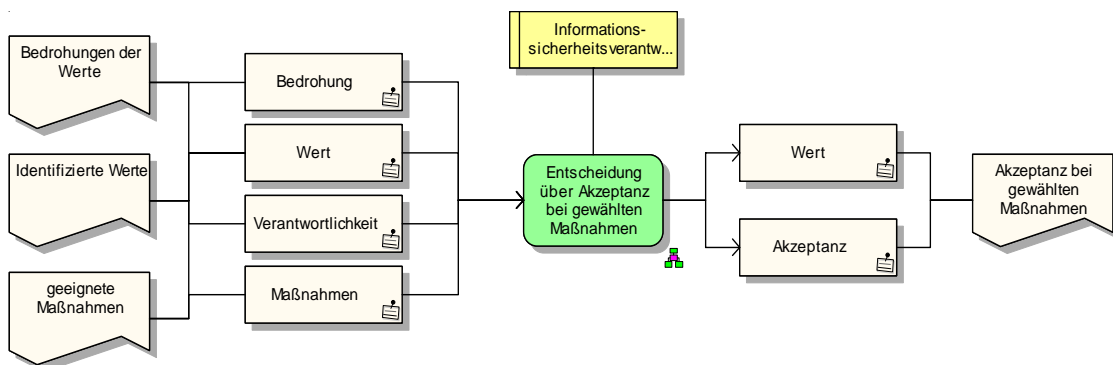 Bedrohungen der
Werte
Identifizierte Werte
geeignete
Maßnahmen
Bedrohung
Wert
Verantwortlichkeit
Maßnahmen
Informations-
sicherheitsverantw...
Entscheidung
über Akzeptanz
bei gewählten
Maßnahmen
Wert
Akzeptanz
Akzeptanz bei
gewählten
Maßnahmen